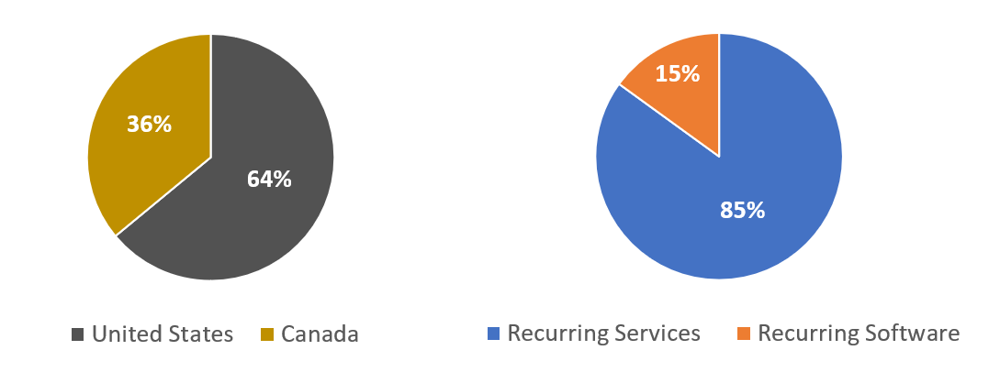 36%
64%
United States
Canada
15%
85%
Recurring Services
Recurring Software